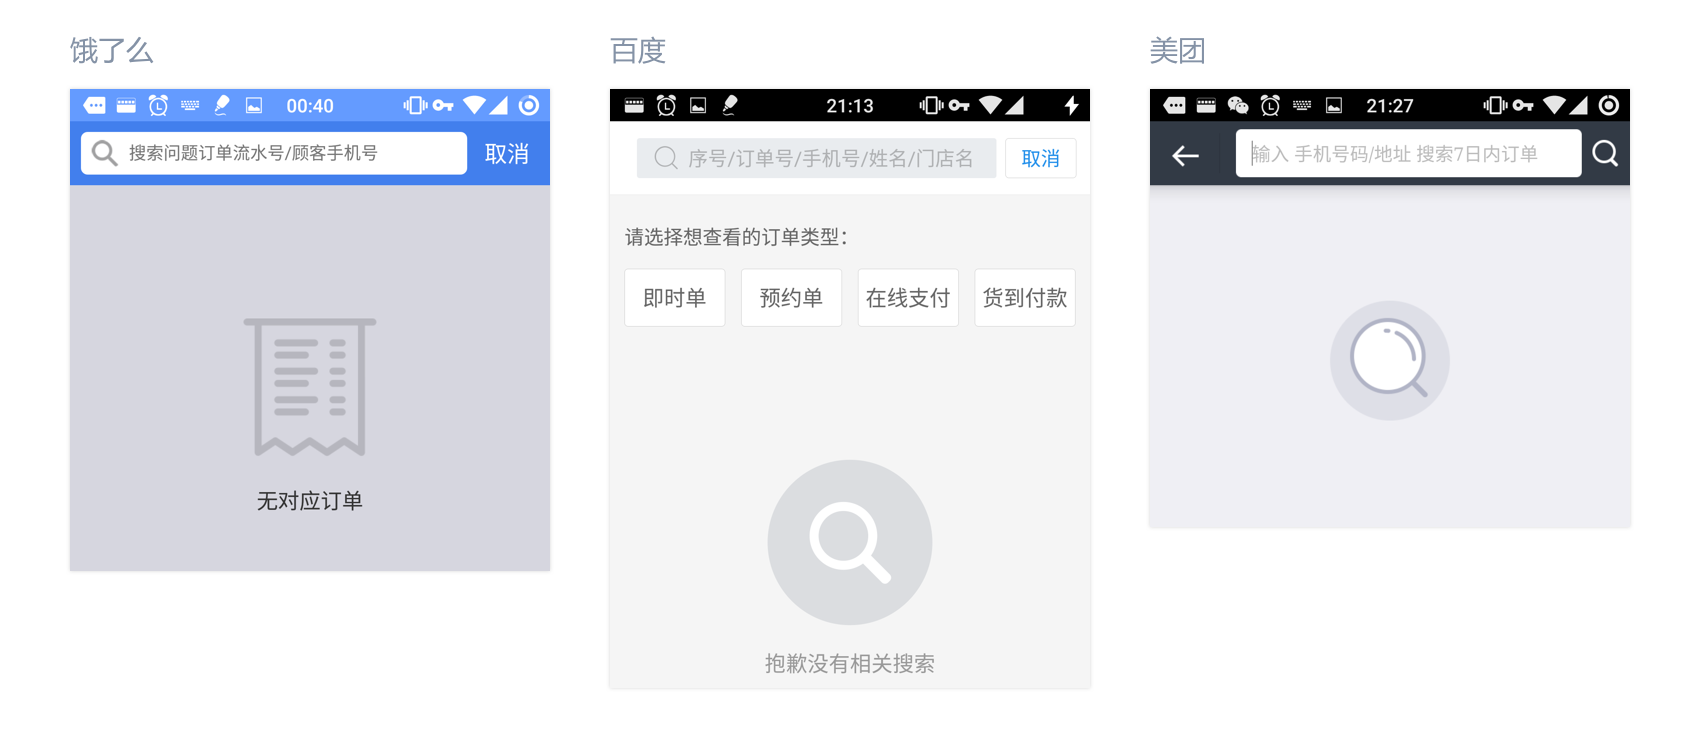 饿了么
00:40
搜索问题订单流水号/顾客手机号
取消
无对应订单
百度
21:13
序号/订单号/手机号/姓名/门店名
取消
请选择想查看的订单类型：
即时单
预约单
在线支付
货到付款
抱歉没有相关搜索
美团
21:27
输入 手机号码/地址 搜索7日内订单